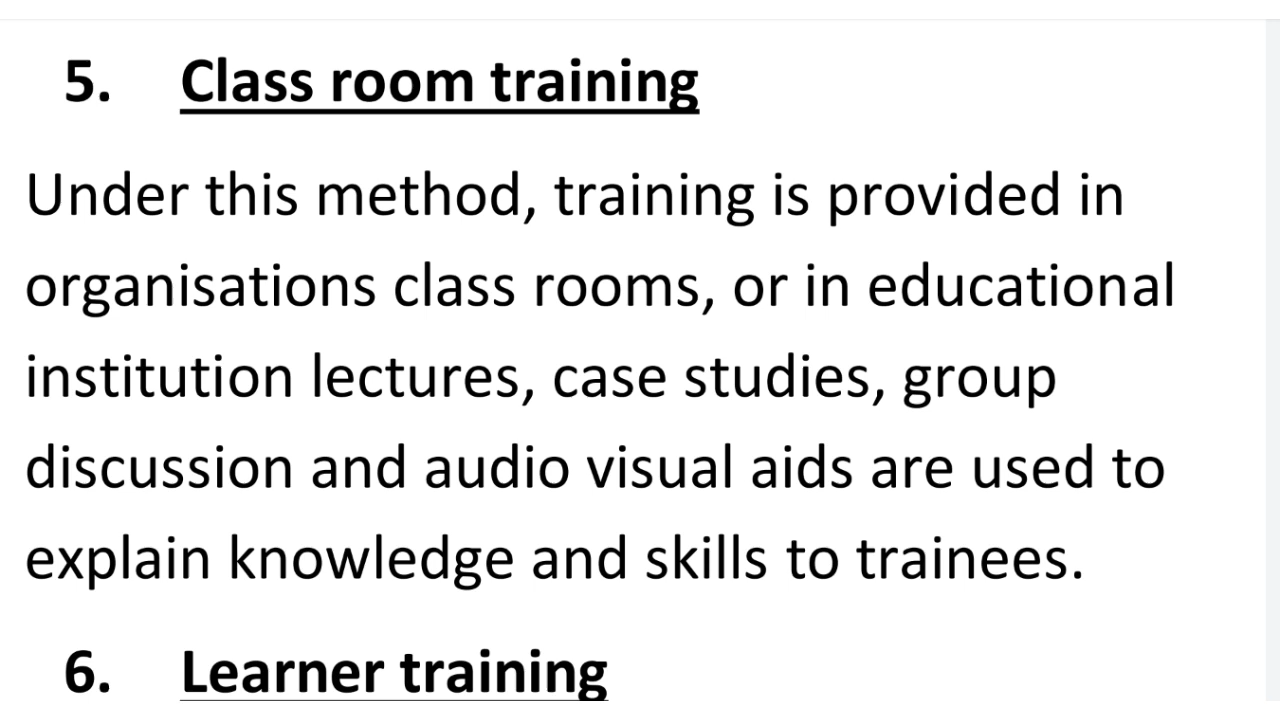 5. Class room training
Under this method, training is provided in
organisations class rooms, or in educational
institution lectures, case studies, group
discussion and audio visual aids are used to
explain knowledge and skills to trainees.
6. Learner training